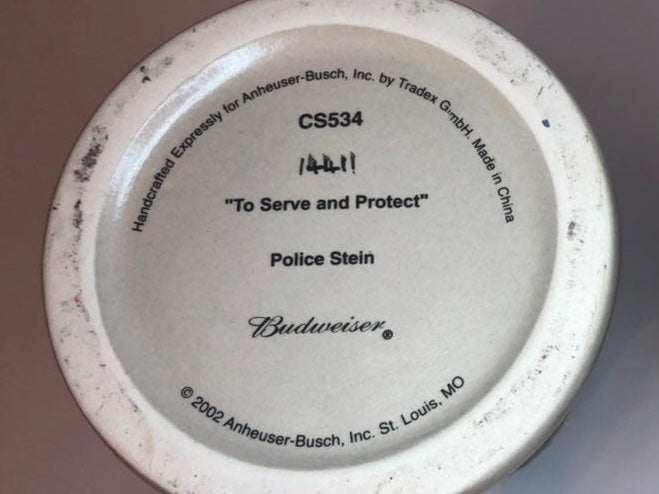 Handcrafted Expressly for Anheuser-Busch, Inc. by Tradex GmbH. Made in China
CS534
14411
"To Serve and Protect"
Police Stein
Budweiser®
© 2002 Anheuser-Busch, Inc. St. Louis, MO